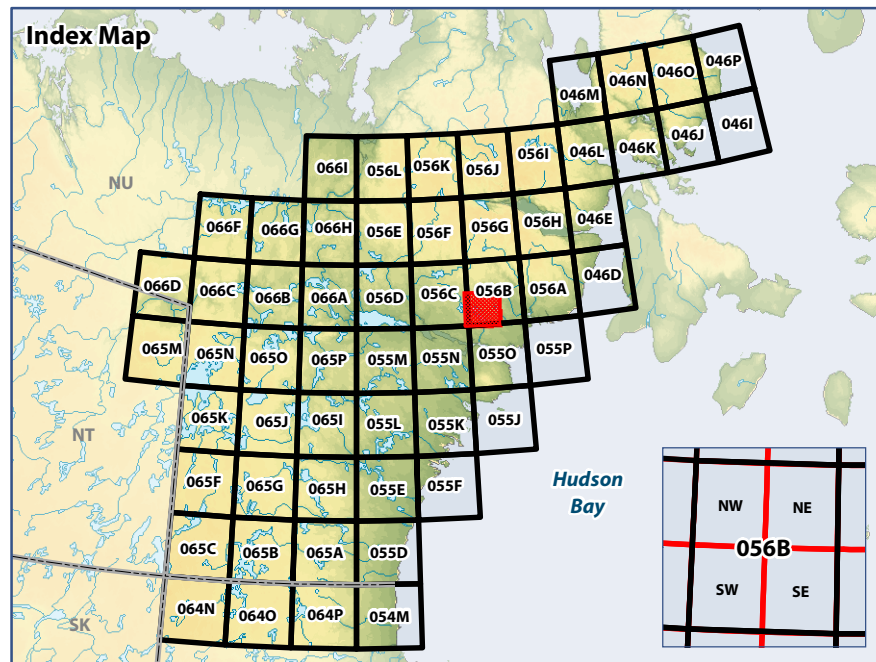 Index Map
046M 046N 046O 046P
066I 056L 056K 056J 056I 046L 046K 046J 046I
NU
066F 066G 066H 056E 056F 056G 056H 046E
066D 066C 066B 066A 056D 056C 056B 056A 046D
065M 065N 065O 065P 055M 055N 055O 055P
065K 065J 065I 055L 055K 055J
NT
065F 065G 065H 055E 055F
Hudson
Bay
065C 065B 065A 055D
064N 064O 064P 054M
SK
NW NE
056B
SW SE